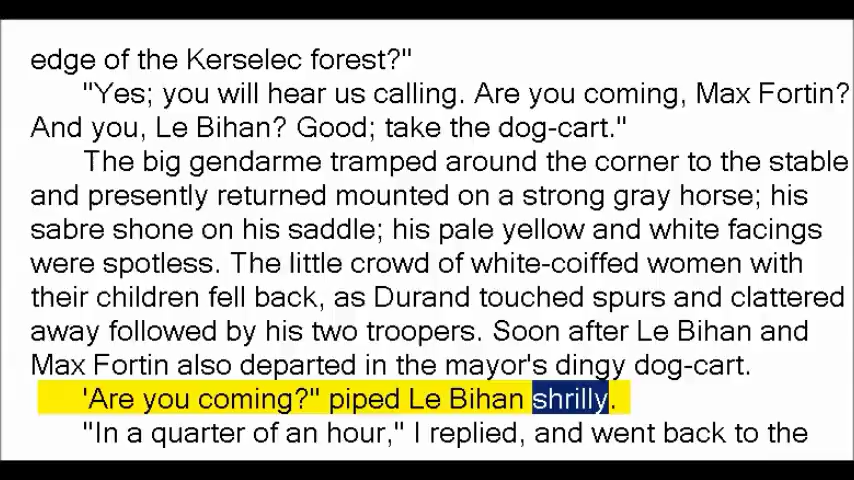 edge of the Kerselec forest?"
"Yes; you will hear us calling. Are you coming, Max Fortin?
And you, Le Bihan? Good; take the dog-cart."
The big gendarme tramped around the corner to the stable
and presently returned mounted on a strong gray horse; his
sabre shone on his saddle; his pale yellow and white facings
were spotless. The little crowd of white-coiffed women with
their children fell back, as Durand touched spurs and clattered
away followed by his two troopers. Soon after Le Bihan and
Max Fortin also departed in the mayor's dingy dog-cart.
'Are you coming?" piped Le Bihan shrilly.
"In a quarter of an hour," I replied, and went back to the